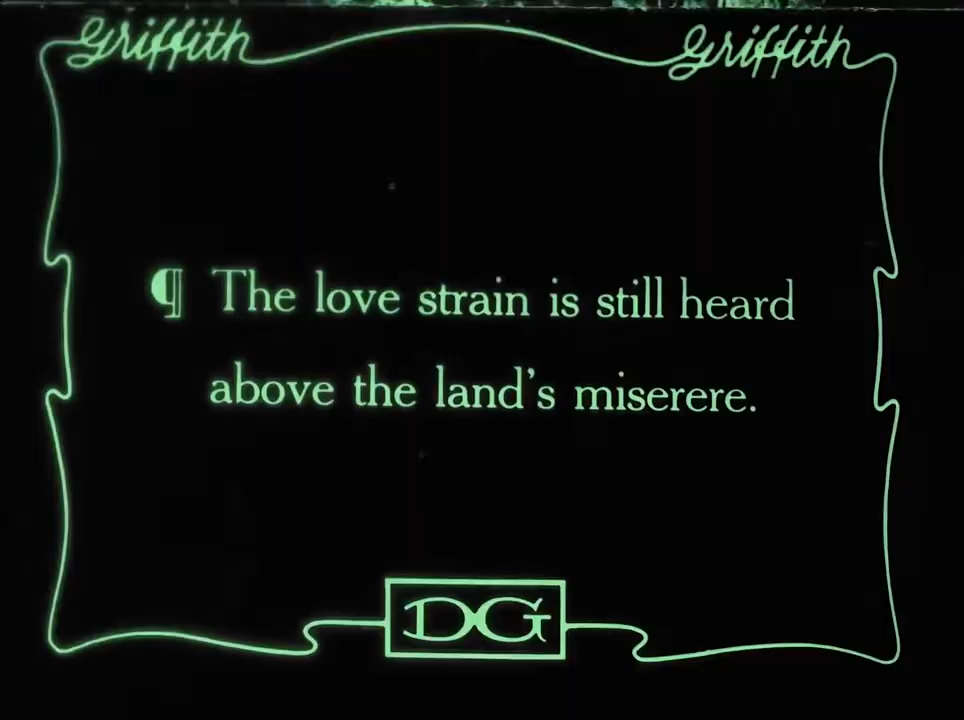 Griffith Griffith
¶ The love strain is still heard
above the land's miserere.
DG